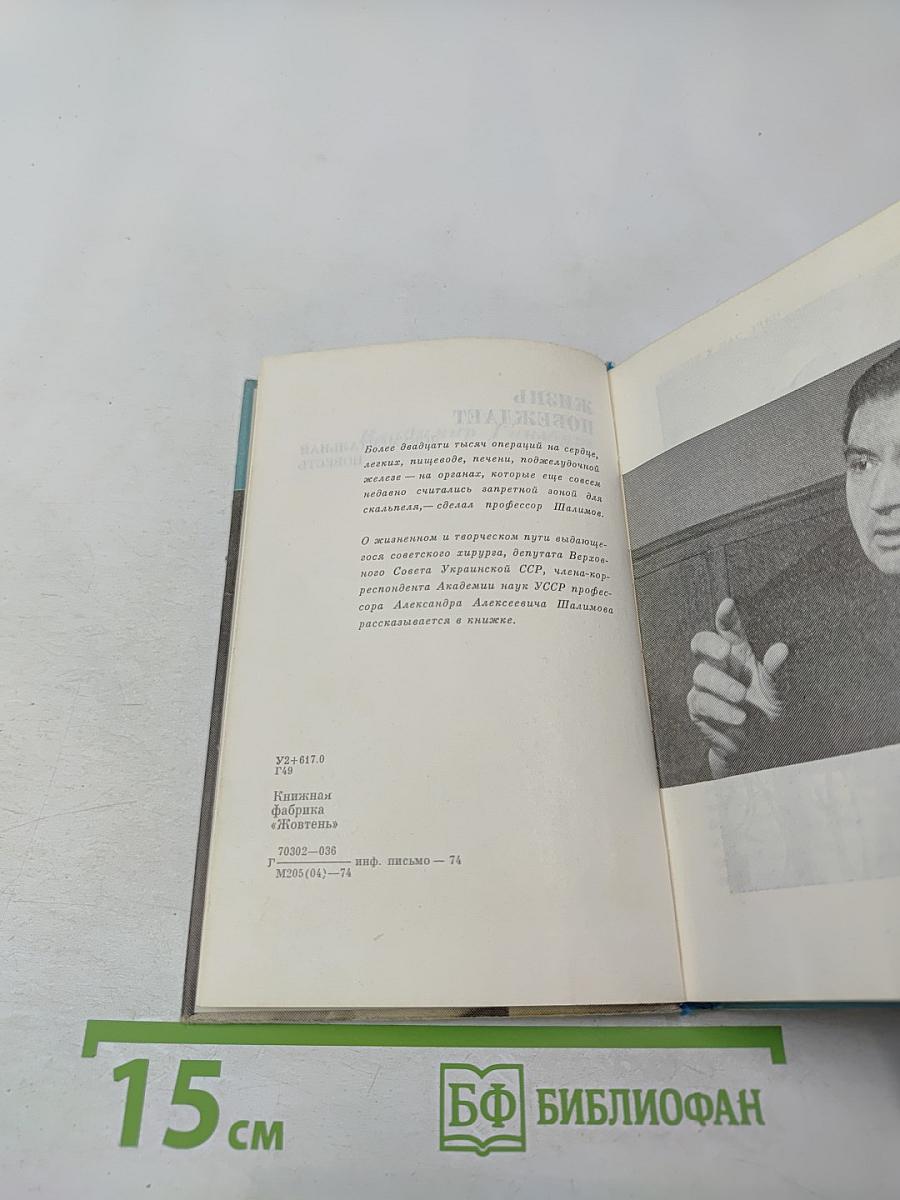 ЖИЗНЬ
ПОБЕЖДАЕТ
Более двадцати тысяч операций на сердце,
легких, пищеводе, печени, поджелудочной
железе — на органах, которые еще совсем
недавно считались запретной зоной для
скальпеля,— сделал профессор Шалимов.
О жизненном и творческом пути выдающе-
гося советского хирурга, депутата Верхов-
ного Совета Украинской ССР, члена-кор-
респондента Академии наук УССР профес-
сора Александра Алексеевича Шалимова
рассказывается в книжке.
У2+617.0
Г49
Книжная
фабрика
«Жовтень»
70302—036
Г инф. письмо — 74
М205(04)—74
15 см
БФ БИБЛИОФАН